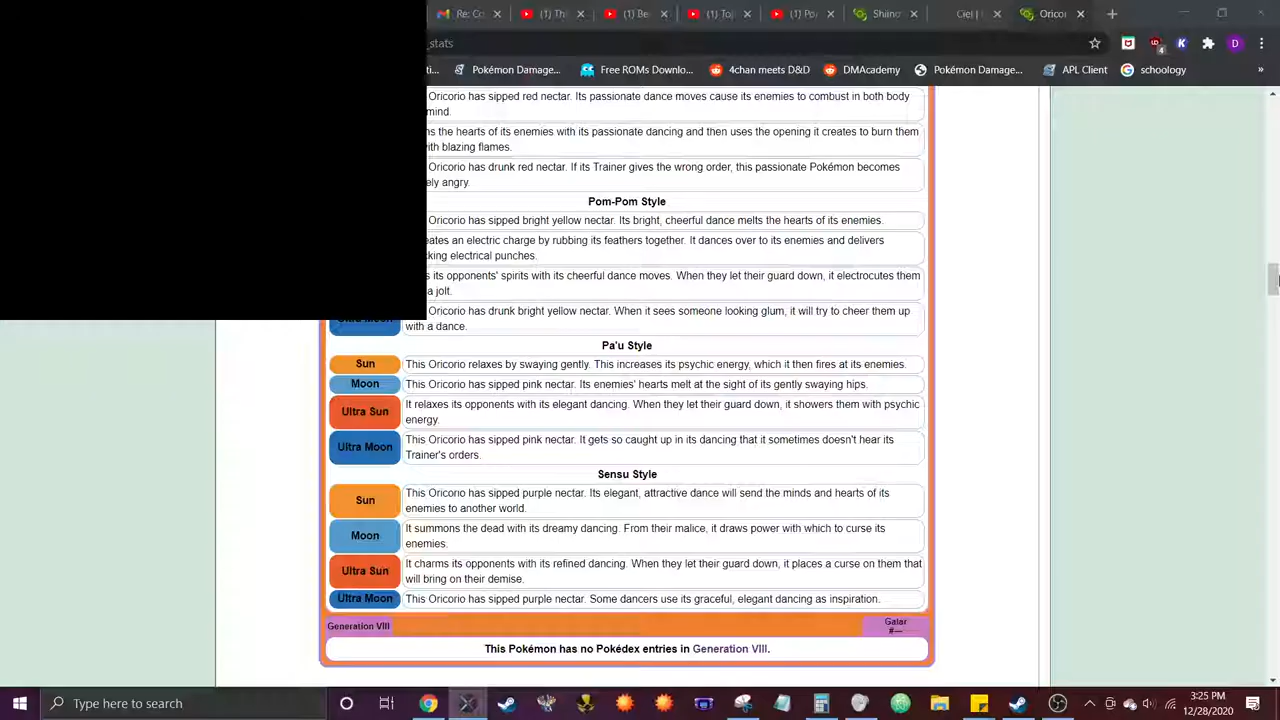 Re: Co
(1) Th
(1) Be
(1) To
(1) Po
Shiino
Ciel |
Orico
_stats
ti...
Pokémon Damage...
Free ROMs Downlo...
4chan meets D&D
DMAcademy
Pokémon Damage...
APL Client
schoology
Oricorio has sipped red nectar. Its passionate dance moves cause its enemies to combust in both body
mind.
ns the hearts of its enemies with its passionate dancing and then uses the opening it creates to burn them
ith blazing flames.
Oricorio has drunk red nectar. If its Trainer gives the wrong order, this passionate Pokémon becomes
ely angry.
Pom-Pom Style
Oricorio has sipped bright yellow nectar. Its bright, cheerful dance melts the hearts of its enemies.
eates an electric charge by rubbing its feathers together. It dances over to its enemies and delivers
cking electrical punches.
s its opponents' spirits with its cheerful dance moves. When they let their guard down, it electrocutes them
a jolt.
Oricorio has drunk bright yellow nectar. When it sees someone looking glum, it will try to cheer them up
with a dance.
Pa'u Style
Sun
This Oricorio relaxes by swaying gently. This increases its psychic energy, which it then fires at its enemies.
Moon
This Oricorio has sipped pink nectar. Its enemies' hearts melt at the sight of its gently swaying hips.
Ultra Sun
It relaxes its opponents with its elegant dancing. When they let their guard down, it showers them with psychic
energy.
Ultra Moon
This Oricorio has sipped pink nectar. It gets so caught up in its dancing that it sometimes doesn't hear its
Trainer's orders.
Sensu Style
Sun
This Oricorio has sipped purple nectar. Its elegant, attractive dance will send the minds and hearts of its
enemies to another world.
Moon
It summons the dead with its dreamy dancing. From their malice, it draws power with which to curse its
enemies.
Ultra Sun
It charms its opponents with its refined dancing. When they let their guard down, it places a curse on them that
will bring on their demise.
Ultra Moon
This Oricorio has sipped purple nectar. Some dancers use its graceful, elegant dancing as inspiration.
Generation VIII
Galar
#—
This Pokémon has no Pokédex entries in Generation VIII.
Type here to search
3:25 PM
12/28/2020